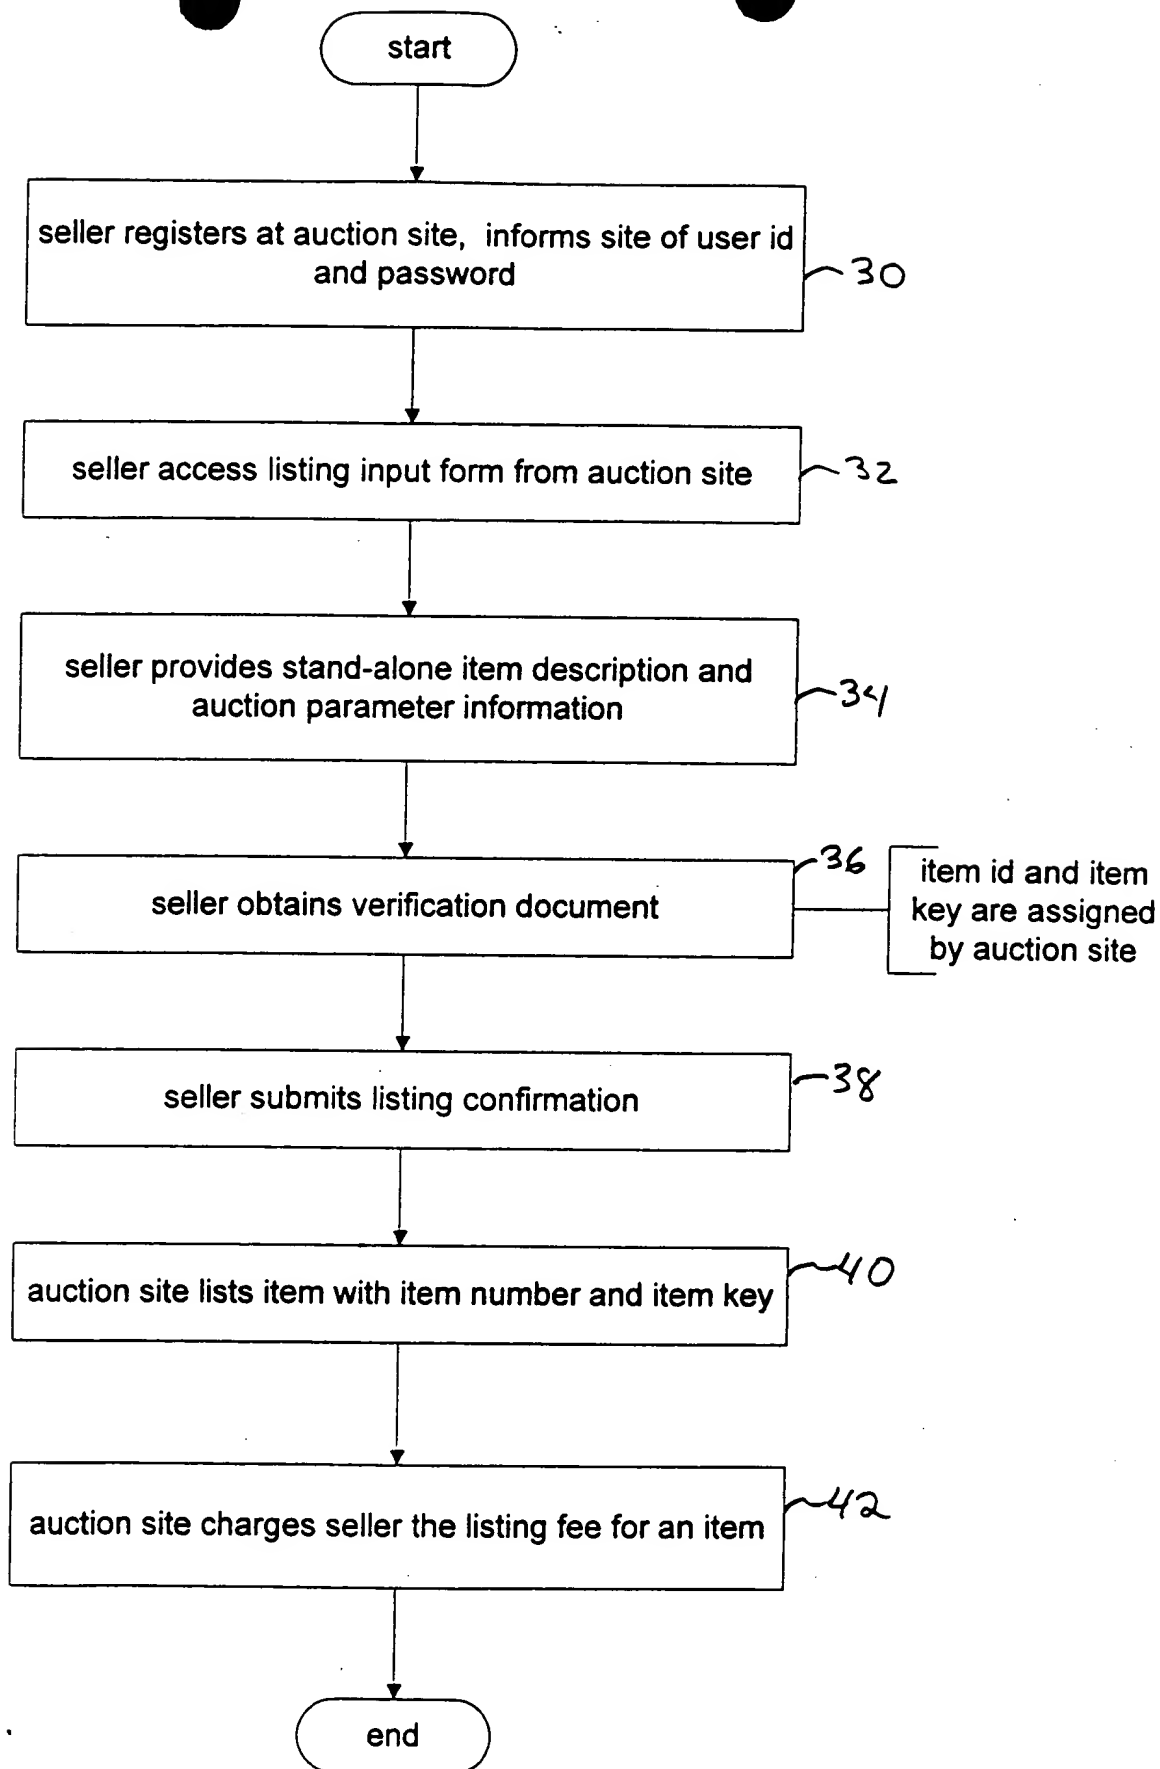 start
seller registers at auction site, informs site of user id
and password
30
seller access listing input form from auction site
32
seller provides stand-alone item description and
auction parameter information
34
seller obtains verification document
36
item id and item
key are assigned
by auction site
seller submits listing confirmation
38
auction site lists item with item number and item key
40
auction site charges seller the listing fee for an item
42
end